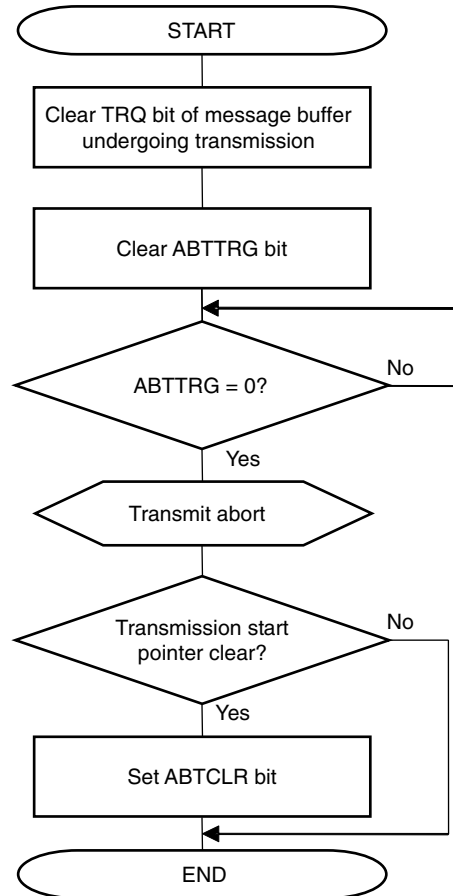 START
Clear TRQ bit of message buffer
undergoing transmission
Clear ABTTRG bit
ABTTRG = 0?
No
Yes
Transmit abort
Transmission start
pointer clear?
No
Yes
Set ABTCLR bit
END